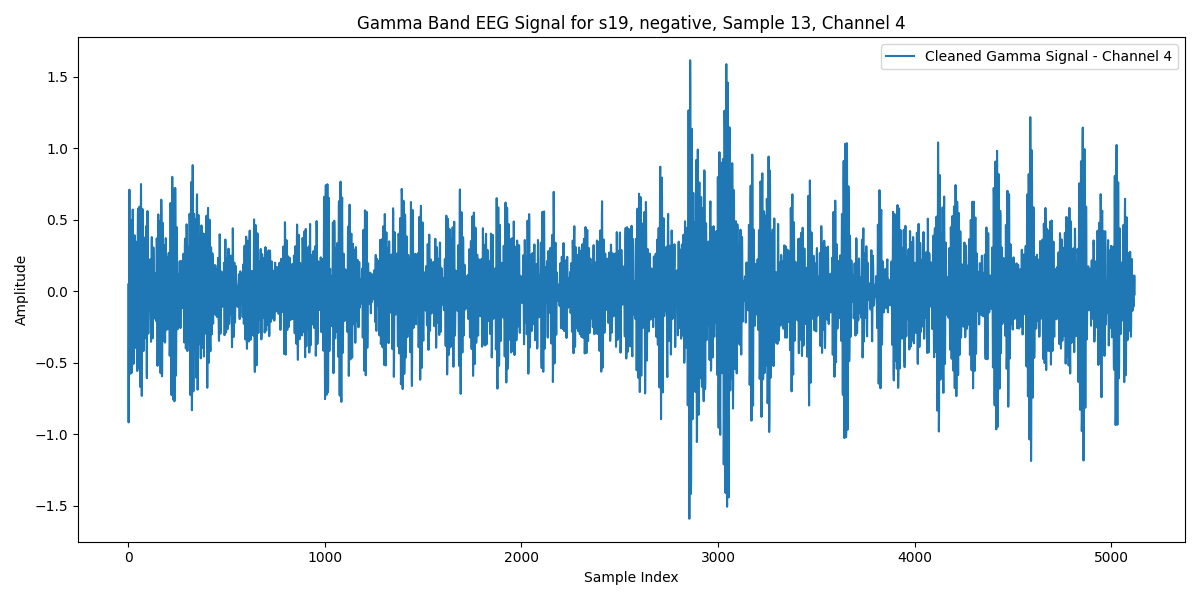 Gamma Band EEG Signal for s19, negative, Sample 13, Channel 4
Cleaned Gamma Signal - Channel 4
Amplitude
1.5
1.0
0.5
0.0
−0.5
−1.0
−1.5
0 1000 2000 3000 4000 5000
Sample Index